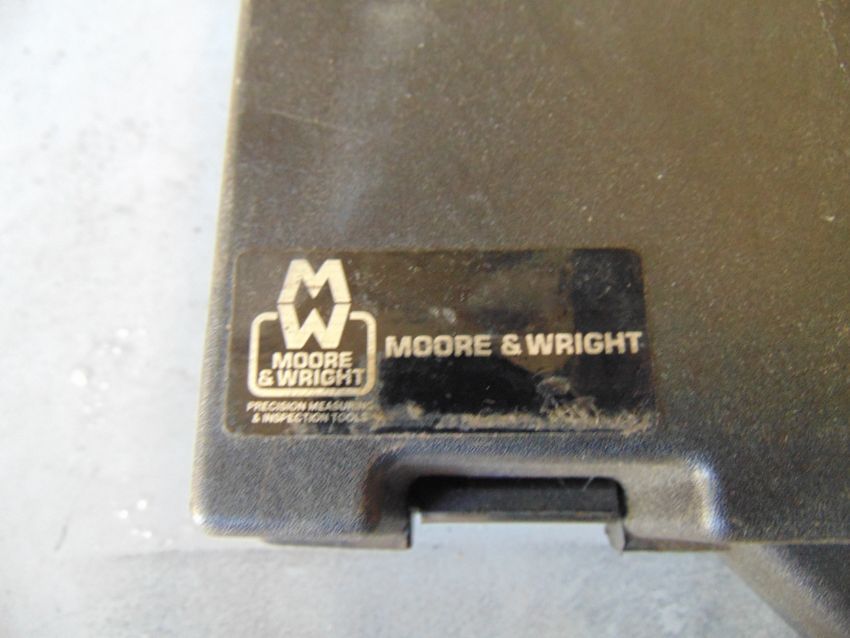 MW
MOORE
& WRIGHT
MOORE & WRIGHT
PRECISION MEASURING
& INSPECTION TOOLS